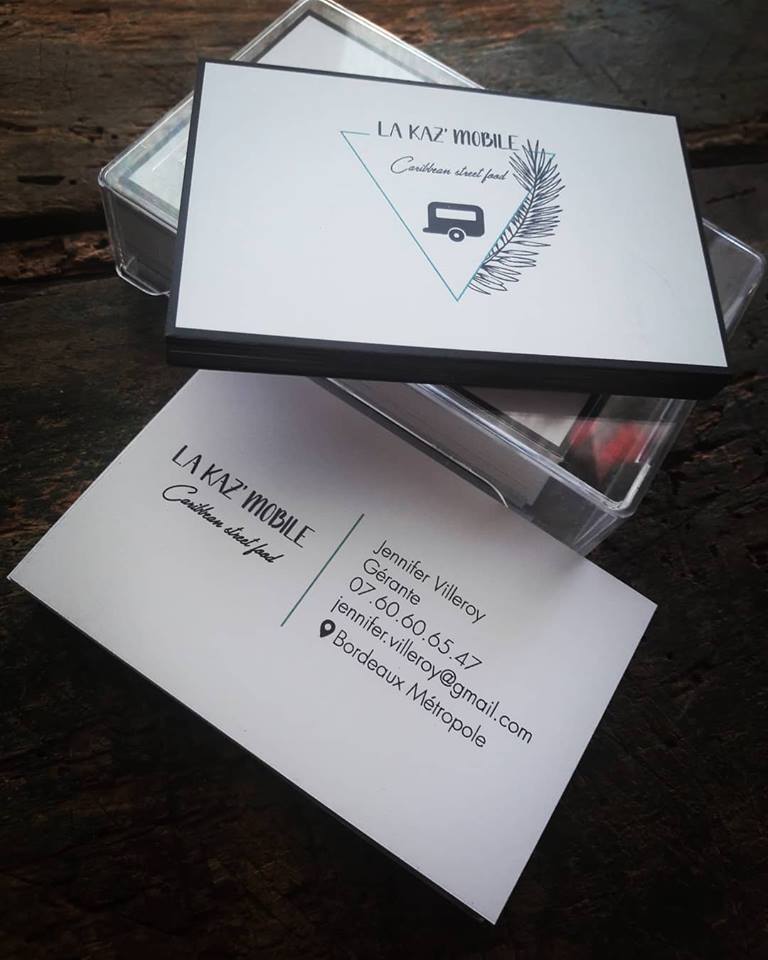 LA KAZ' MOBILE
Caribbean street food
LA KAZ' MOBILE
Caribbean street food
Jennifer Villeroy
Gérante
07.60.60.65.47
jennifer.villeroy@gmail.com
Bordeaux Métropole